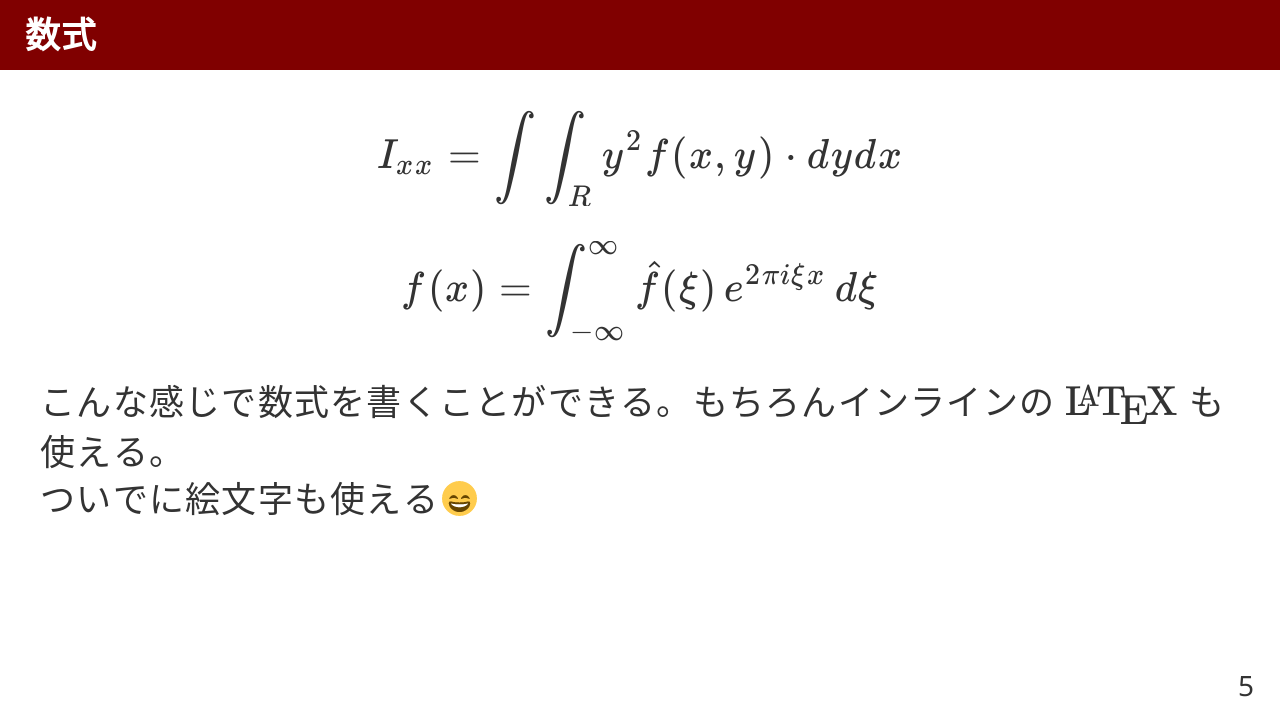 数式
$I_{xx} = \int \int_R y^2 f(x, y) \cdot dydx$
$f(x) = \int_{-\infty}^{\infty} \hat{f}(\xi) \, e^{2\pi i \xi x} \, d\xi$
こんな感じで数式を書くことができる。もちろんインラインの LATEX も
使える。
ついでに絵文字も使える😄
5